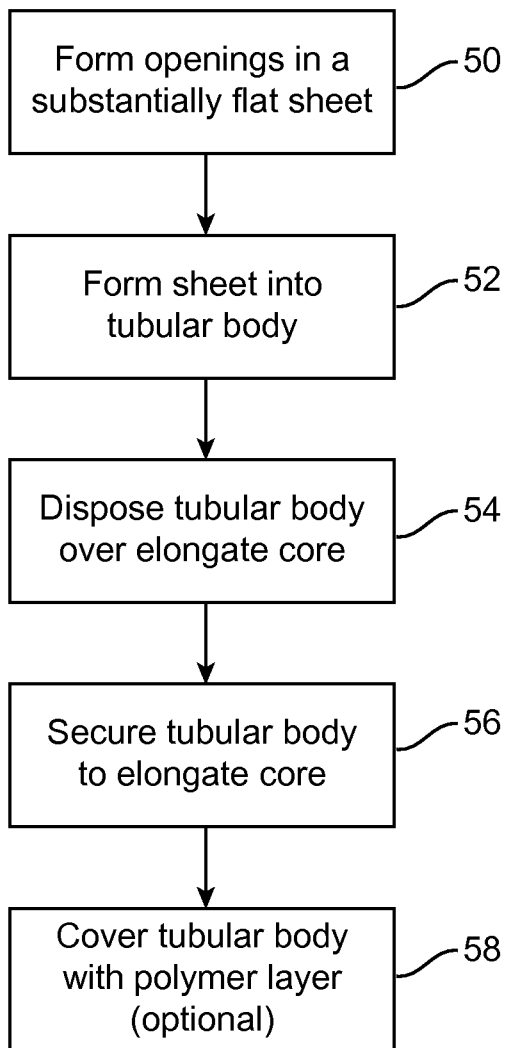 Form openings in a
substantially flat sheet
50
Form sheet into
tubular body
52
Dispose tubular body
over elongate core
54
Secure tubular body
to elongate core
56
Cover tubular body
with polymer layer
(optional)
58